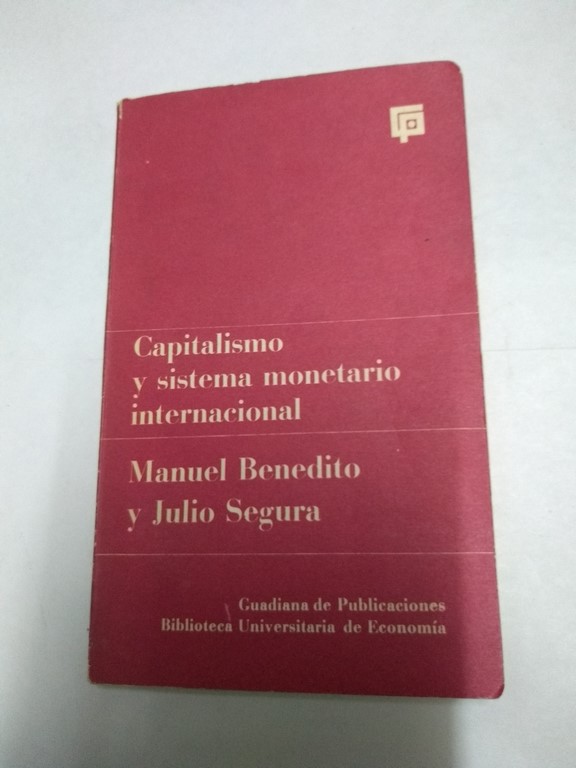 Capitalismo
y sistema monetario
internacional
Manuel Benedito
y Julio Segura
Guadiana de Publicaciones
Biblioteca Universitaria de Economía